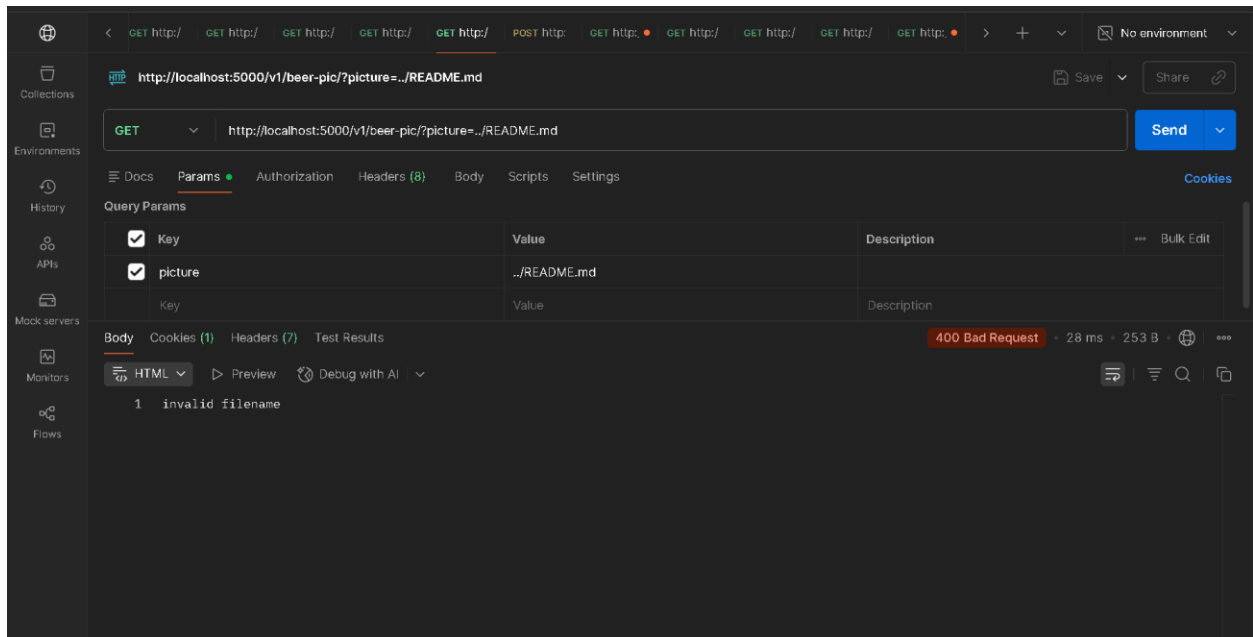 GET http:/ GET http:/ GET http:/ GET http:/ GET http:/ POST http: GET http:, GET http:/ GET http:/ GET http:/ GET http:, No environment
HTTP http://localhost:5000/v1/beer-pic/?picture=../README.md Save Share
Collections
GET http://localhost:5000/v1/beer-pic/?picture=../README.md Send
Environments
Docs Params Authorization Headers (8) Body Scripts Settings Cookies
History
Query Params
Key Value Description Bulk Edit
APIs
picture ../README.md
Key Value Description
Mock servers
Body Cookies (1) Headers (7) Test Results 400 Bad Request 28 ms 253 B
Monitors
HTML Preview Debug with AI
1 invalid filename
Flows